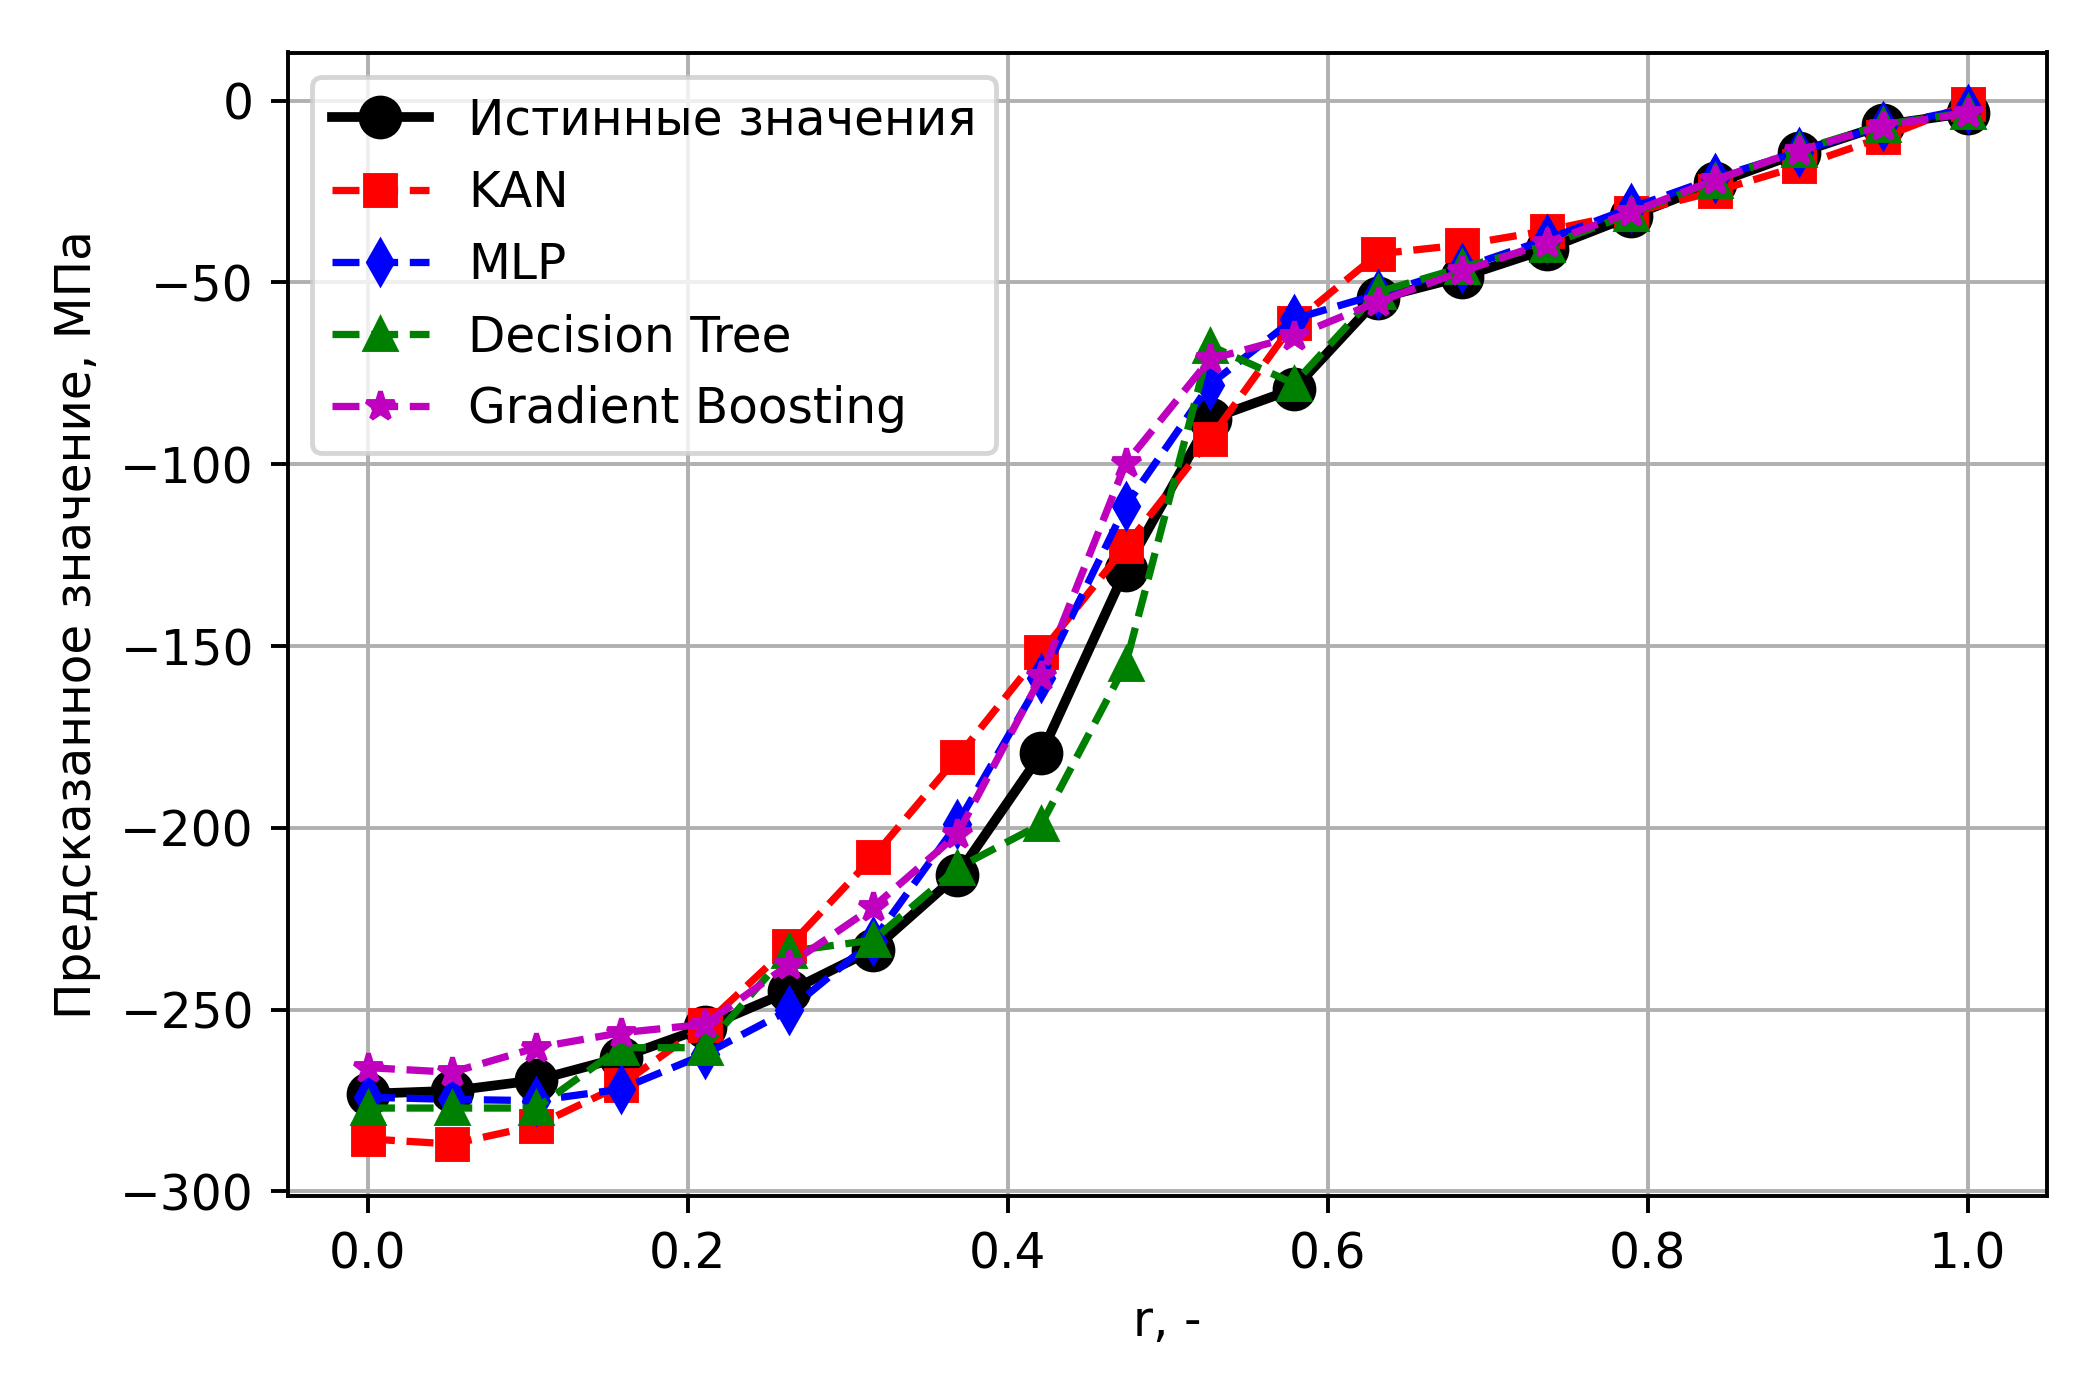 Предсказанное значение, МПа
0
−50
−100
−150
−200
−250
−300
Истинные значения
KAN
MLP
Decision Tree
Gradient Boosting
0.0 0.2 0.4 0.6 0.8 1.0
r, -